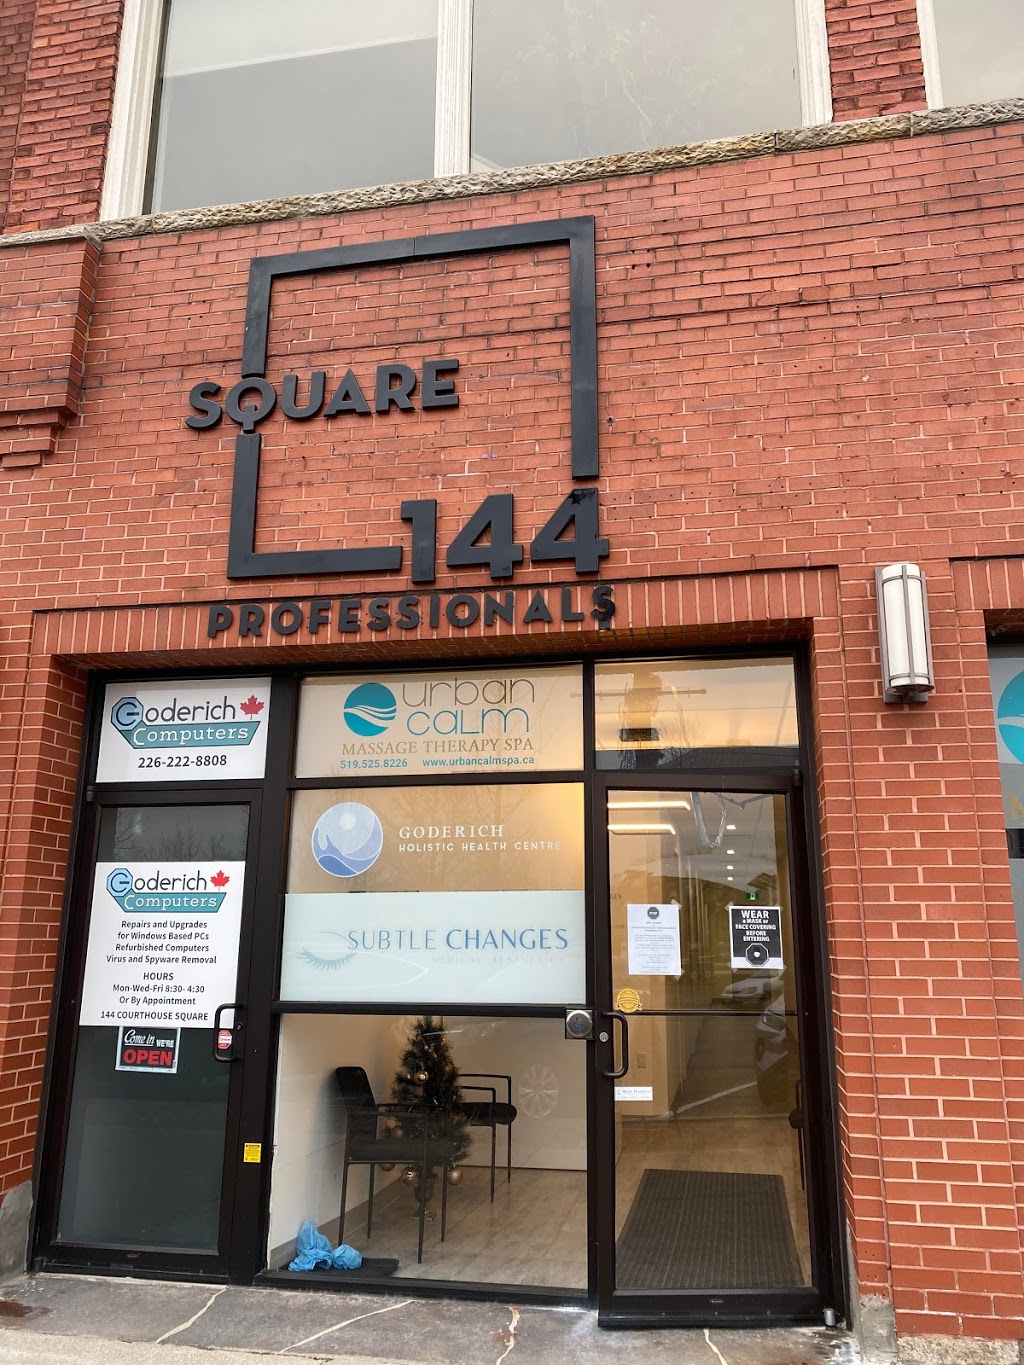 SQUARE
144
PROFESSIONALS
Goderich
Computers
226-222-8808
urban
calm
MASSAGE THERAPY SPA
519.525.8226 www.urbancalmspa.ca
GODERICH
HOLISTIC HEALTH CENTRE
SUBTLE CHANGES
MEDICAL AESTHETICS
Goderich
Computers
Repairs and Upgrades
for Windows Based PCs
Refurbished Computers
Virus and Spyware Removal
HOURS
Mon-Wed-Fri 8:30- 4:30
Or By Appointment
144 COURTHOUSE SQUARE
Come in WE'RE
OPEN
WEAR
A MASK or
FACE COVERING
BEFORE
ENTERING